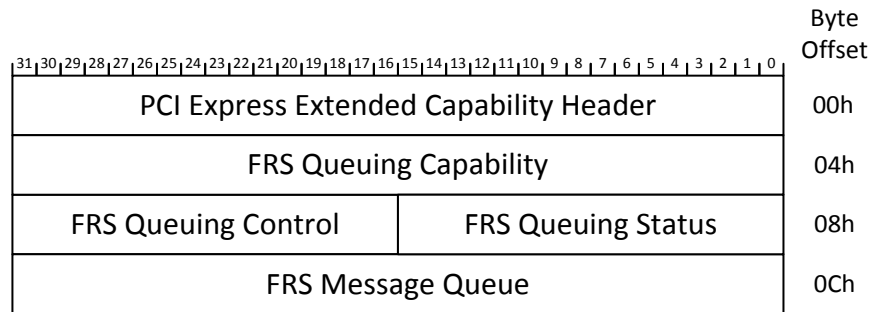 Byte
Offset
31 30 29 28 27 26 25 24 23 22 21 20 19 18 17 16 15 14 13 12 11 10 9 8 7 6 5 4 3 2 1 0
PCI Express Extended Capability Header 00h
FRS Queuing Capability 04h
FRS Queuing Control FRS Queuing Status 08h
FRS Message Queue 0Ch